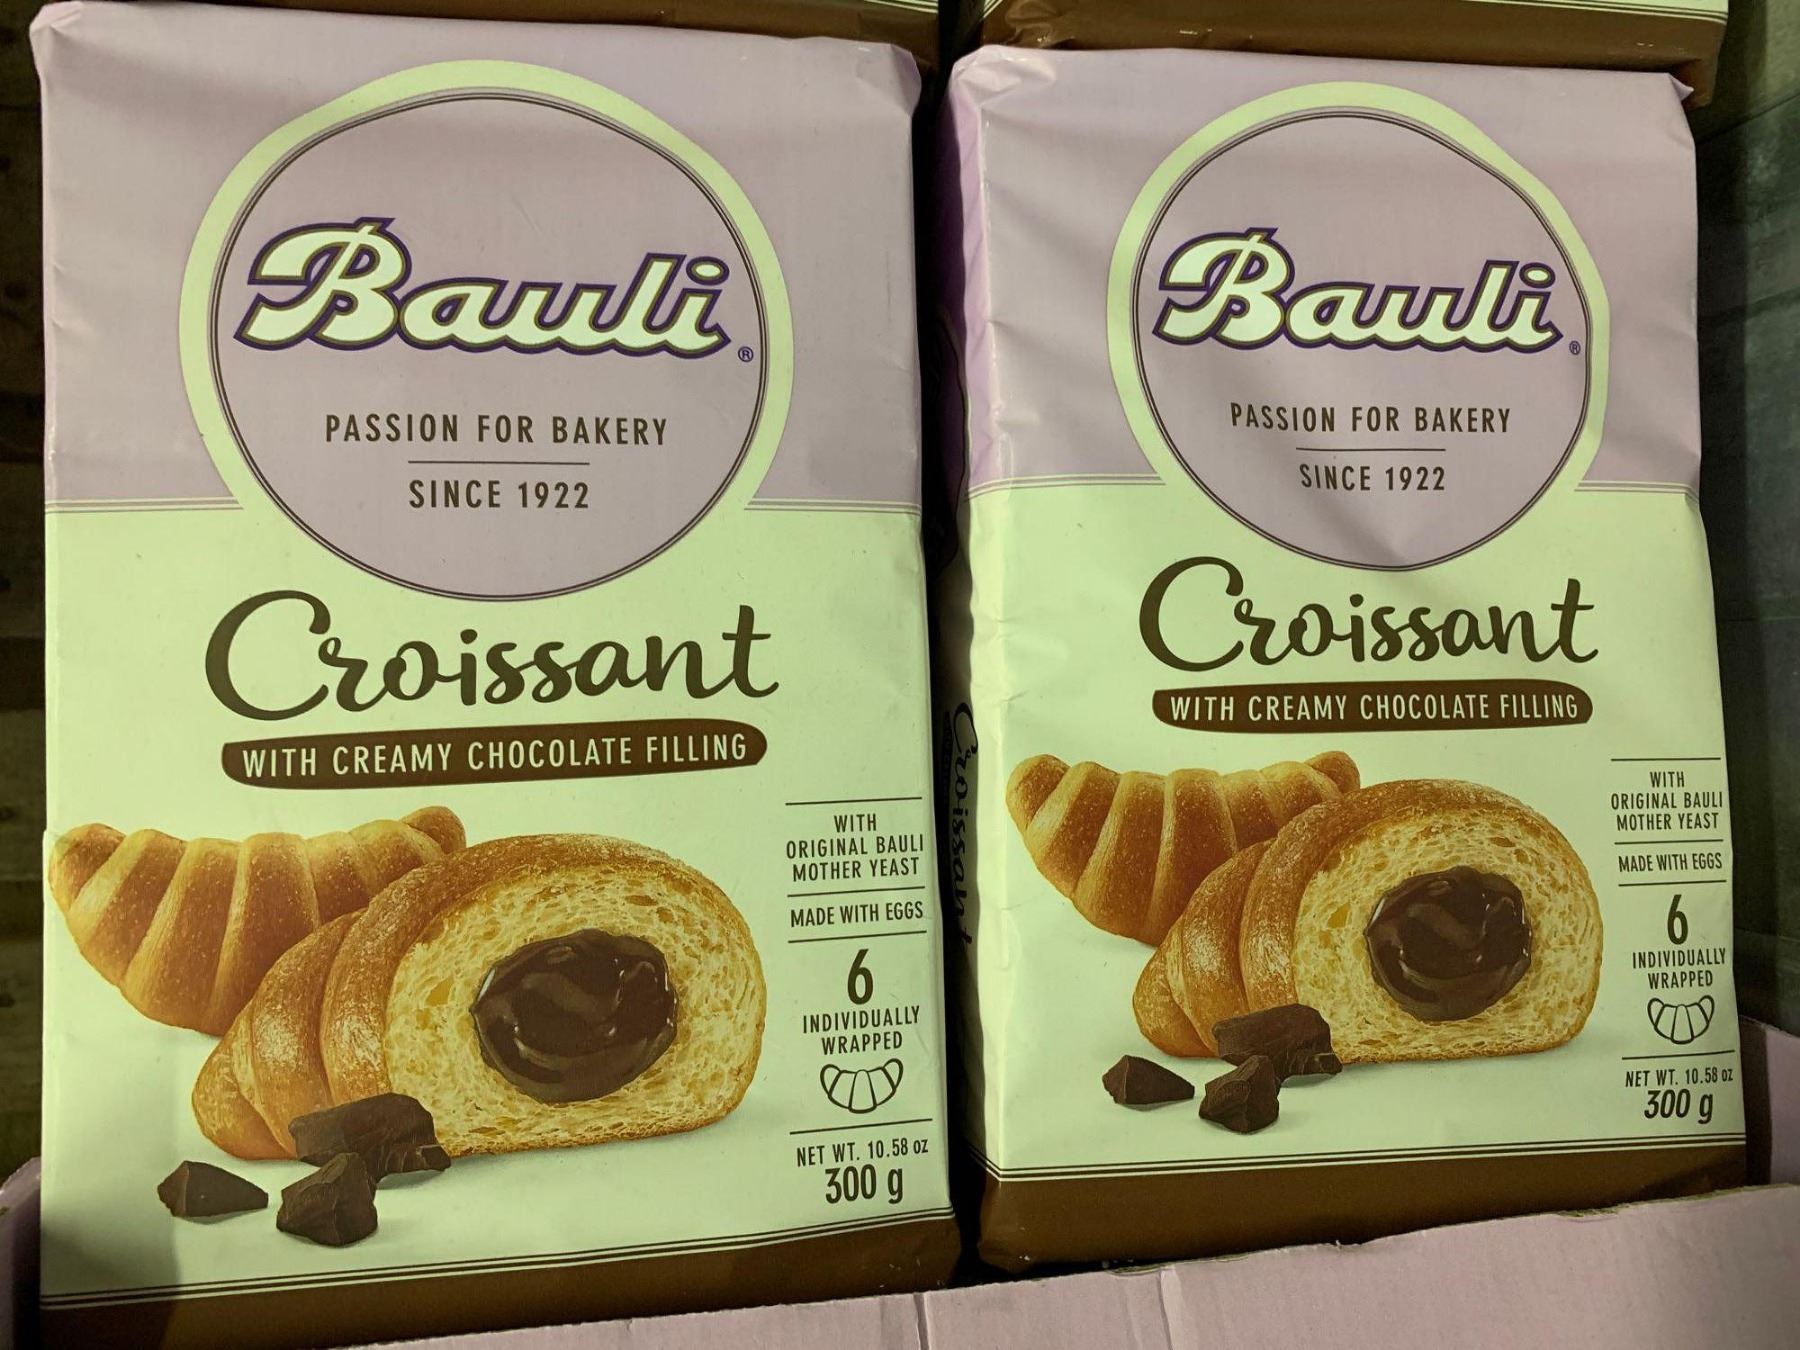 Bauli®
PASSION FOR BAKERY
SINCE 1922
Croissant
WITH CREAMY CHOCOLATE FILLING
WITH
ORIGINAL BAULI
MOTHER YEAST
MADE WITH EGGS
6
INDIVIDUALLY
WRAPPED
NET WT. 10.58 oz
300 g
Croissant
Bauli®
PASSION FOR BAKERY
SINCE 1922
Croissant
WITH CREAMY CHOCOLATE FILLING
WITH
ORIGINAL BAULI
MOTHER YEAST
MADE WITH EGGS
6
INDIVIDUALLY
WRAPPED
NET WT. 10.58 oz
300 g